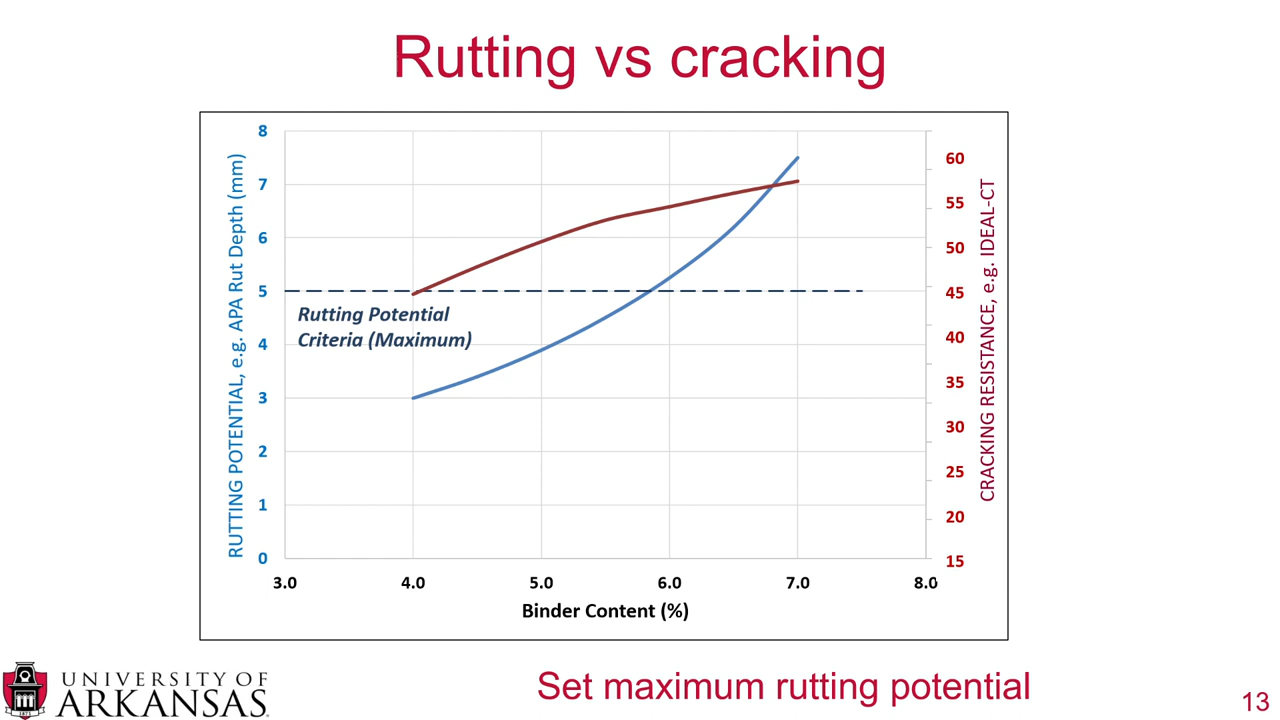 Rutting vs cracking
8
7
6
5
4
3
2
1
0
RUTTING POTENTIAL, e.g. APA Rut Depth (mm)
Rutting Potential
Criteria (Maximum)
60
55
50
45
40
35
30
25
20
15
CRACKING RESISTANCE, e.g. IDEAL-CT
3.0 4.0 5.0 6.0 7.0 8.0
Binder Content (%)
UNIVERSITY OF
ARKANSAS
1871
Set maximum rutting potential
13